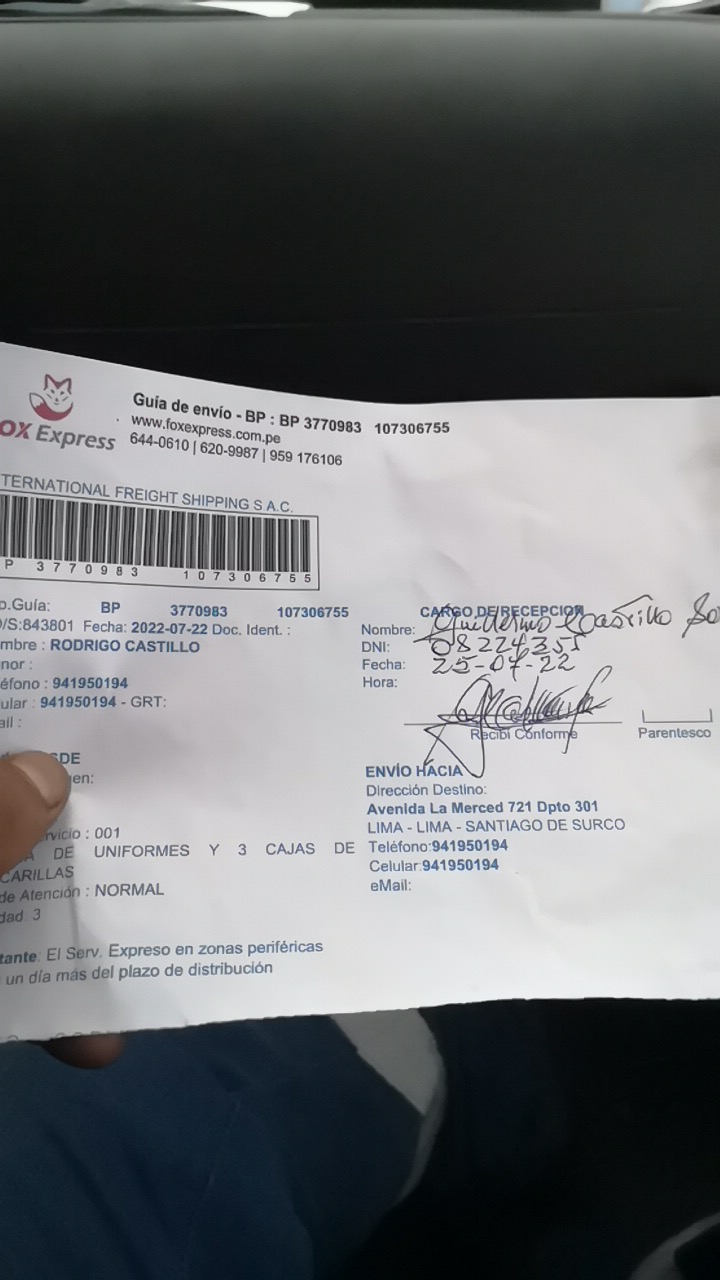 OX Express
Guía de envío - BP : BP 3770983 107306755
www.foxexpress.com.pe
644-0610 | 620-9987 | 959 176106
TERNATIONAL FREIGHT SHIPPING S.A.C.
P 3770983 107306755
p.Guía: BP 3770983 107306755
O/S:843801 Fecha: 2022-07-22 Doc. Ident. :
mbre : RODRIGO CASTILLO
nor :
éfono : 941950194
ular : 941950194 - GRT:
ail :
DE
en:
rvicio : 001
A DE UNIFORMES Y 3 CAJAS DE
CARILLAS
de Atención : NORMAL
dad. 3
tante. El Serv. Expreso en zonas periféricas
un día más del plazo de distribución
CARGO DE RECEPCION
Nombre: Guillermo Castillo
DNI: 08224355
Fecha: 25-07-22
Hora:
Recibí Conforme
Parentesco
ENVÍO HACIA
Dirección Destino:
Avenida La Merced 721 Dpto 301
LIMA - LIMA - SANTIAGO DE SURCO
Teléfono:941950194
Celular:941950194
eMail: